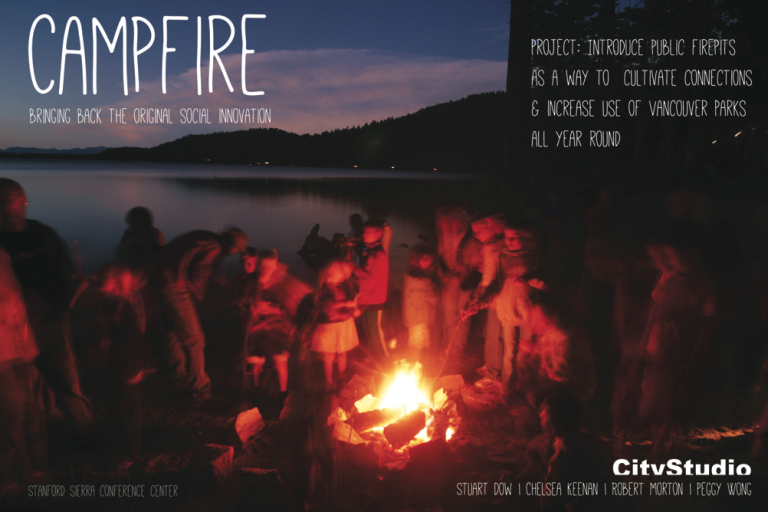 CAMPFIRE
BRINGING BACK THE ORIGINAL SOCIAL INNOVATION
PROJECT: INTRODUCE PUBLIC FIREPITS
AS A WAY TO CULTIVATE CONNECTIONS
& INCREASE USE OF VANCOUVER PARKS
ALL YEAR ROUND
CityStudio
STUART DOW | CHELSEA KEENAN | ROBERT MORTON | PEGGY WONG
STANFORD SIERRA CONFERENCE CENTER